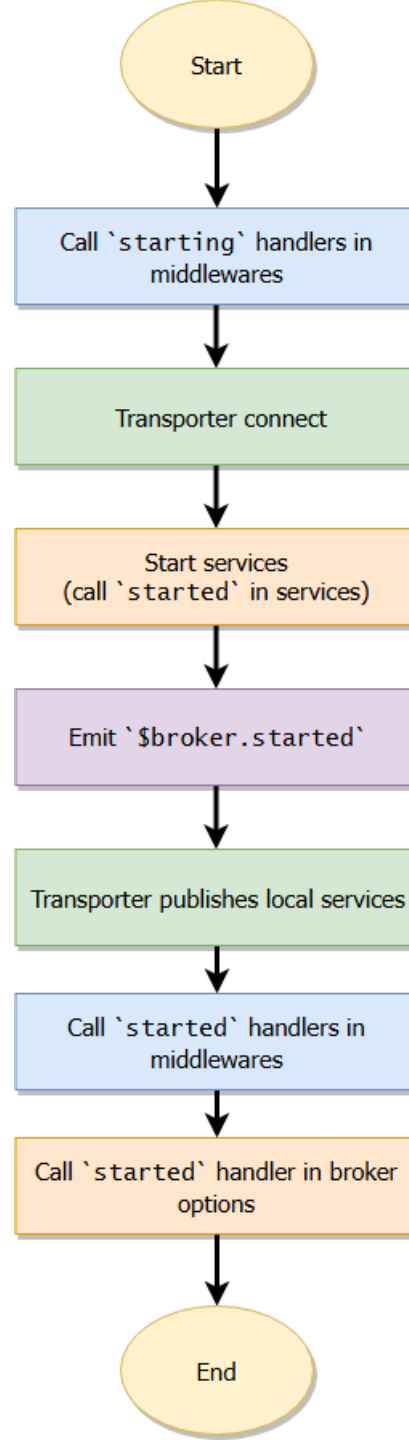 Start
Call `starting` handlers in
middlewares
Transporter connect
Start services
(call `started` in services)
Emit `$broker.started`
Transporter publishes local services
Call `started` handlers in
middlewares
Call `started` handler in broker
options
End